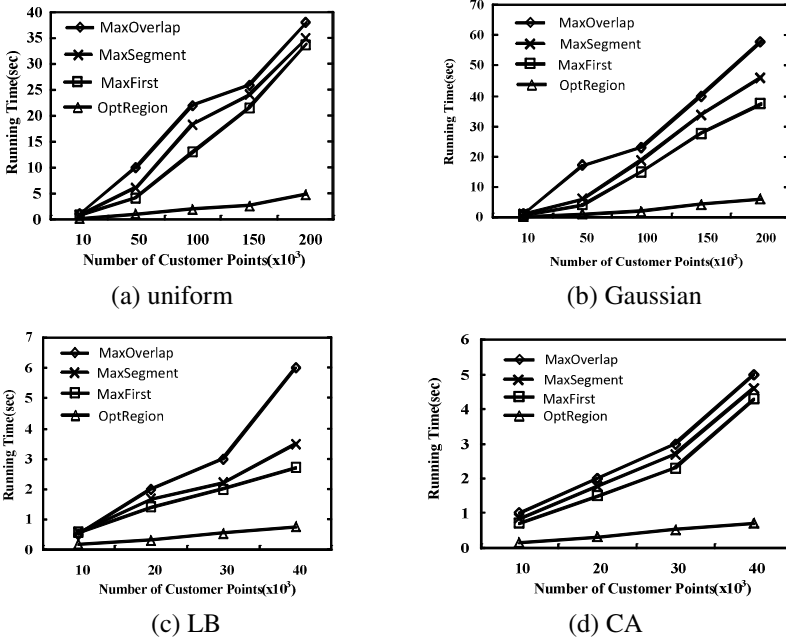 40
35
30
25
20
15
10
5
0
Running Time(sec)
MaxOverlap
MaxSegment
MaxFirst
OptRegion
10 50 100 150 200
Number of Customer Points(x10³)
(a) uniform
70
60
50
40
30
20
10
0
Running Time(sec)
MaxOverlap
MaxSegment
MaxFirst
OptRegion
10 50 100 150 200
Number of Customer Points(x10³)
(b) Gaussian
7
6
5
4
3
2
1
0
Running Time(sec)
MaxOverlap
MaxSegment
MaxFirst
OptRegion
10 20 30 40
Number of Customer Points(x10³)
(c) LB
6
5
4
3
2
1
0
Running Time(sec)
MaxOverlap
MaxSegment
MaxFirst
OptRegion
10 20 30 40
Number of Customer Points(x10³)
(d) CA